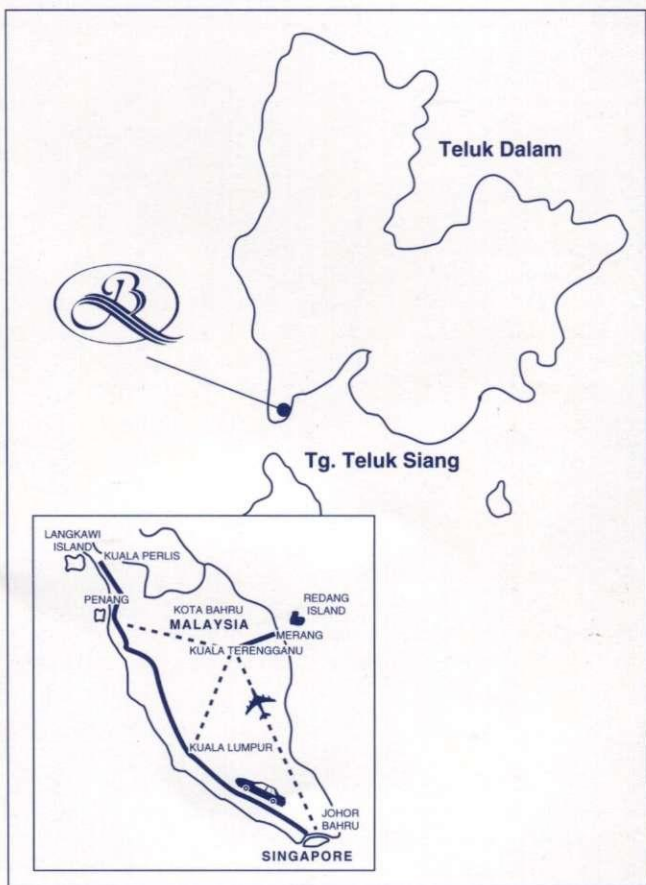 Teluk Dalam
B
Tg. Teluk Siang
LANGKAWI
ISLAND
KUALA PERLIS
PENANG
KOTA BAHRU
MALAYSIA
REDANG
ISLAND
MERANG
KUALA TERENGGANU
KUALA LUMPUR
JOHOR
BAHRU
SINGAPORE